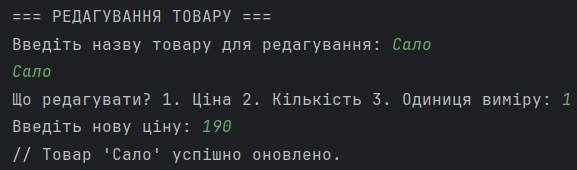 === РЕДАГУВАННЯ ТОВАРУ ===
Введіть назву товару для редагування: Сало
Сало
Що редагувати? 1. Ціна 2. Кількість 3. Одиниця виміру: 1
Введіть нову ціну: 190
// Товар 'Сало' успішно оновлено.